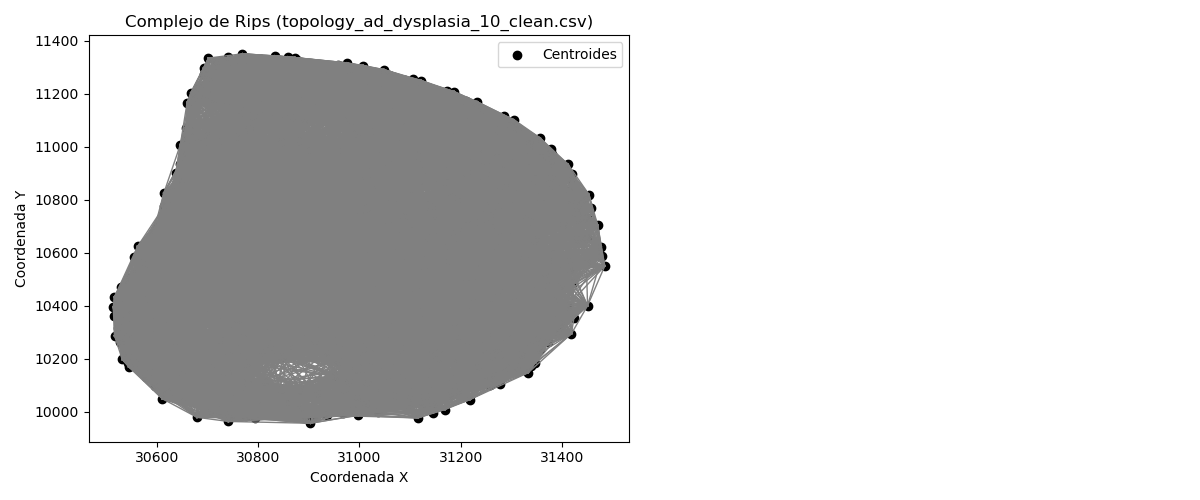 Complejo de Rips (topology_ad_dysplasia_10_clean.csv)
Centroides
11400
11200
11000
10800
10600
10400
10200
10000
Coordenada Y
30600 30800 31000 31200 31400
Coordenada X